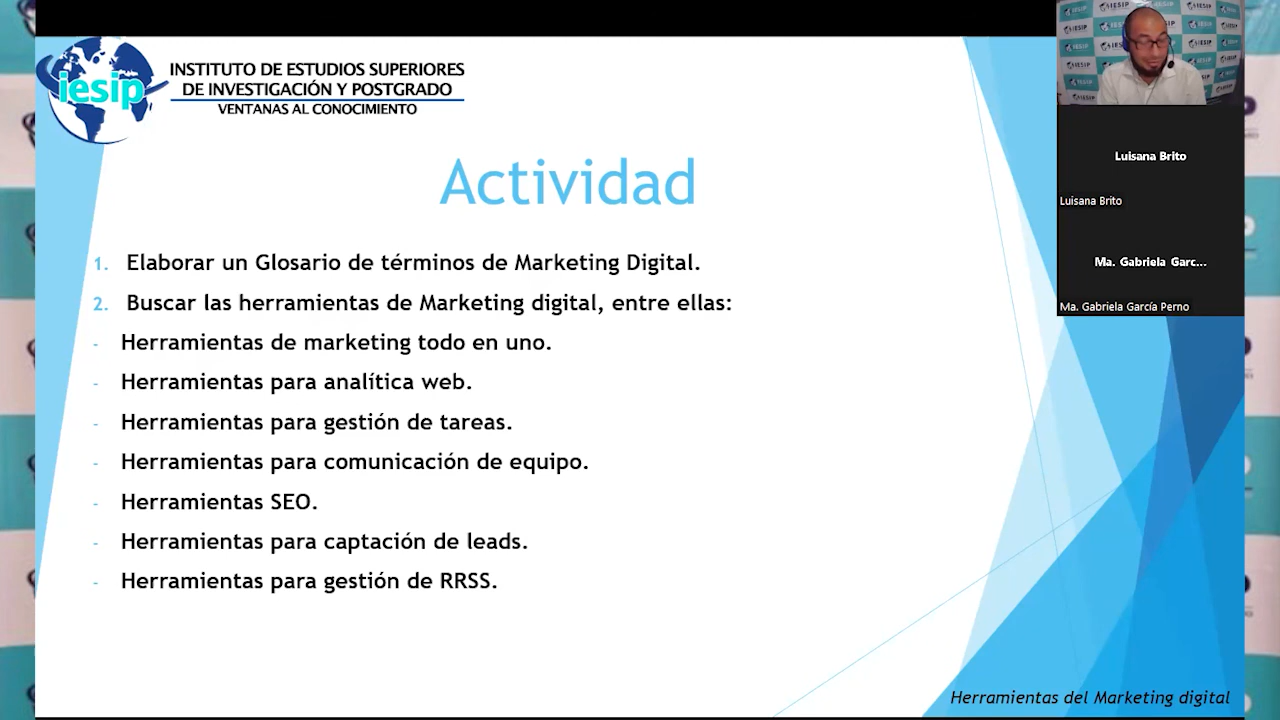 iesip
INSTITUTO DE ESTUDIOS SUPERIORES
DE INVESTIGACIÓN Y POSTGRADO
VENTANAS AL CONOCIMIENTO
Actividad
1. Elaborar un Glosario de términos de Marketing Digital.
2. Buscar las herramientas de Marketing digital, entre ellas:
- Herramientas de marketing todo en uno.
- Herramientas para analítica web.
- Herramientas para gestión de tareas.
- Herramientas para comunicación de equipo.
- Herramientas SEO.
- Herramientas para captación de leads.
- Herramientas para gestión de RRSS.
Herramientas del Marketing digital
IESIP
Luisana Brito
Luisana Brito
Ma. Gabriela Garc...
Ma. Gabriela García Perno